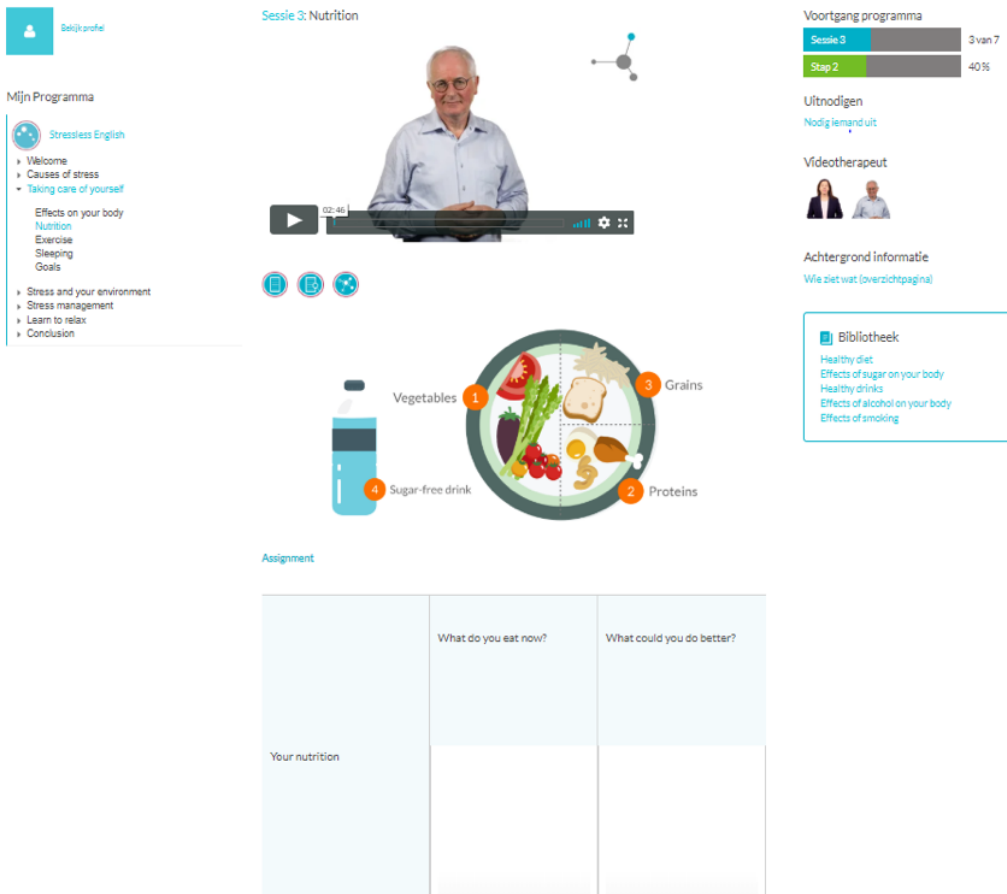 Bekijk profiel
Mijn Programma
Stressless English
Welcome
Causes of stress
Taking care of yourself
Effects on your body
Nutrition
Exercise
Sleeping
Goals
Stress and your environment
Stress management
Learn to relax
Conclusion
Sessie 3: Nutrition
02:46
Vegetables 1
3 Grains
4 Sugar-free drink
2 Proteins
Assignment
What do you eat now? What could you do better?
Your nutrition
Voortgang programma
Sessie 3 3 van 7
Stap 2 40 %
Uitnodigen
Nodig iemand uit
Videotherapeut
Achtergrond informatie
Wie ziet wat (overzichtpagina)
Bibliotheek
Healthy diet
Effects of sugar on your body
Healthy drinks
Effects of alcohol on your body
Effects of smoking